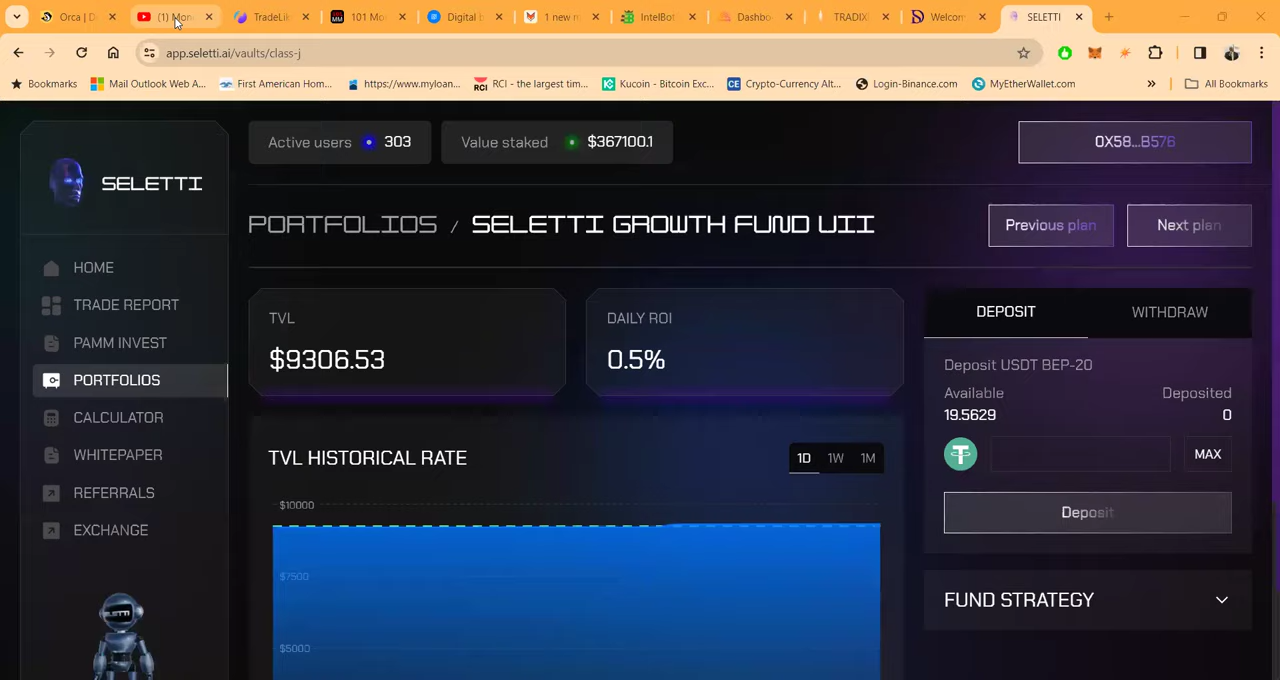 Orca | D
(1) Mon
TradeLi
101 Mo
Digital b
1 new r
IntelBot
Dashbo
TRADIX
Welcon
SELETTI
app.seletti.ai/vaults/class-j
Bookmarks
Mail Outlook Web A...
First American Hom...
https://www.myloan...
RCI - the largest tim...
Kucoin - Bitcoin Exc...
Crypto-Currency Alt...
Login-Binance.com
MyEtherWallet.com
»
All Bookmarks
SELETTI
HOME
TRADE REPORT
PAMM INVEST
PORTFOLIOS
CALCULATOR
WHITEPAPER
REFERRALS
EXCHANGE
Active users 303
Value staked $367100.1
0X58...B576
PORTFOLIOS / SELETTI GROWTH FUND VII
Previous plan
Next plan
TVL
$9306.53
DAILY ROI
0.5%
TVL HISTORICAL RATE
1D 1W 1M
$10000
$7500
$5000
DEPOSIT
WITHDRAW
Deposit USDT BEP-20
Available Deposited
19.5629 0
MAX
Deposit
FUND STRATEGY